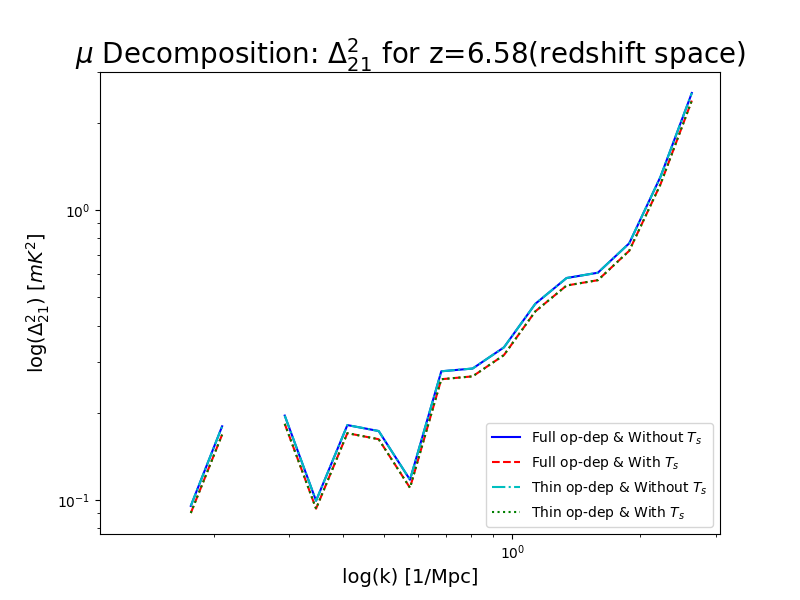 μ Decomposition: Δ²₂₁ for z=6.58(redshift space)
log(Δ²₂₁) [mK²]
10⁰
10⁻¹
Full op-dep & Without Tₛ
Full op-dep & With Tₛ
Thin op-dep & Without Tₛ
Thin op-dep & With Tₛ
10⁰
log(k) [1/Mpc]